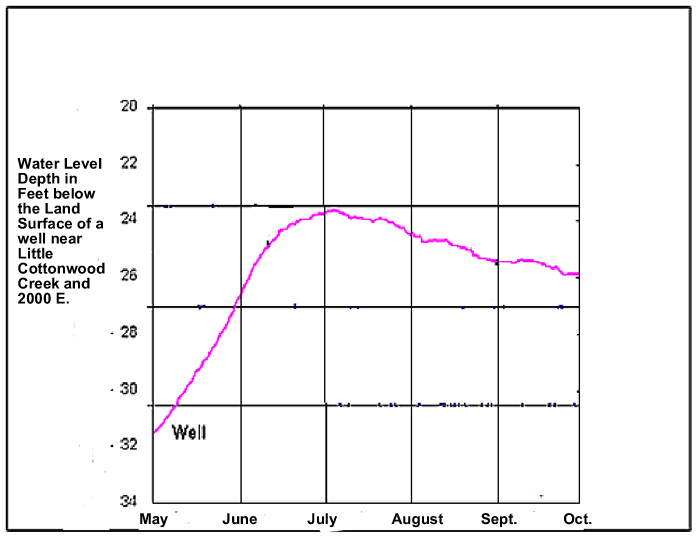 20
22
24
26
28
30
32
34
Water Level
Depth in
Feet below
the Land
Surface of a
well near
Little
Cottonwood
Creek and
2000 E.
Well
May June July August Sept. Oct.